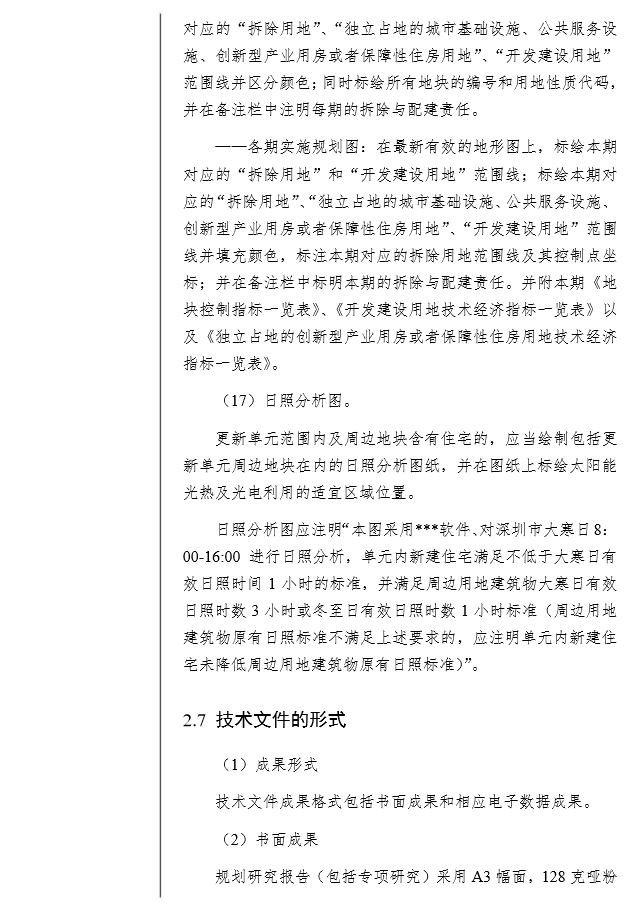 对应的“拆除用地”、“独立占地的城市基础设施、公共服务设
施、创新型产业用房或者保障性住房用地”、“开发建设用地”
范围线并区分颜色；同时标绘所有地块的编号和用地性质代码，
并在备注栏中注明每期的拆除与配建责任。
——各期实施规划图：在最新有效的地形图上，标绘本期
对应的“拆除用地”和“开发建设用地”范围线；标绘本期对
应的“拆除用地”、“独立占地的城市基础设施、公共服务设施、
创新型产业用房或者保障性住房用地”、“开发建设用地”范围
线并填充颜色，标注本期对应的拆除用地范围线及其控制点坐
标；并在备注栏中标明本期的拆除与配建责任。并附本期《地
块控制指标一览表》、《开发建设用地技术经济指标一览表》以
及《独立占地的创新型产业用房或者保障性住房用地技术经济
指标一览表》。
（17）日照分析图。
更新单元范围内及周边地块含有住宅的，应当绘制包括更
新单元周边地块在内的日照分析图纸，并在图纸上标绘太阳能
光热及光电利用的适宜区域位置。
日照分析图应注明“本图采用***软件、对深圳市大寒日 8：
00-16:00 进行日照分析，单元内新建住宅满足不低于大寒日有
效日照时间 1 小时的标准，并满足周边用地建筑物大寒日有效
日照时数 3 小时或冬至日有效日照时数 1 小时标准（周边用地
建筑物原有日照标准不满足上述要求的，应注明单元内新建住
宅未降低周边用地建筑物原有日照标准）”。
2.7 技术文件的形式
（1）成果形式
技术文件成果格式包括书面成果和相应电子数据成果。
（2）书面成果
规划研究报告（包括专项研究）采用 A3 幅面，128 克哑粉